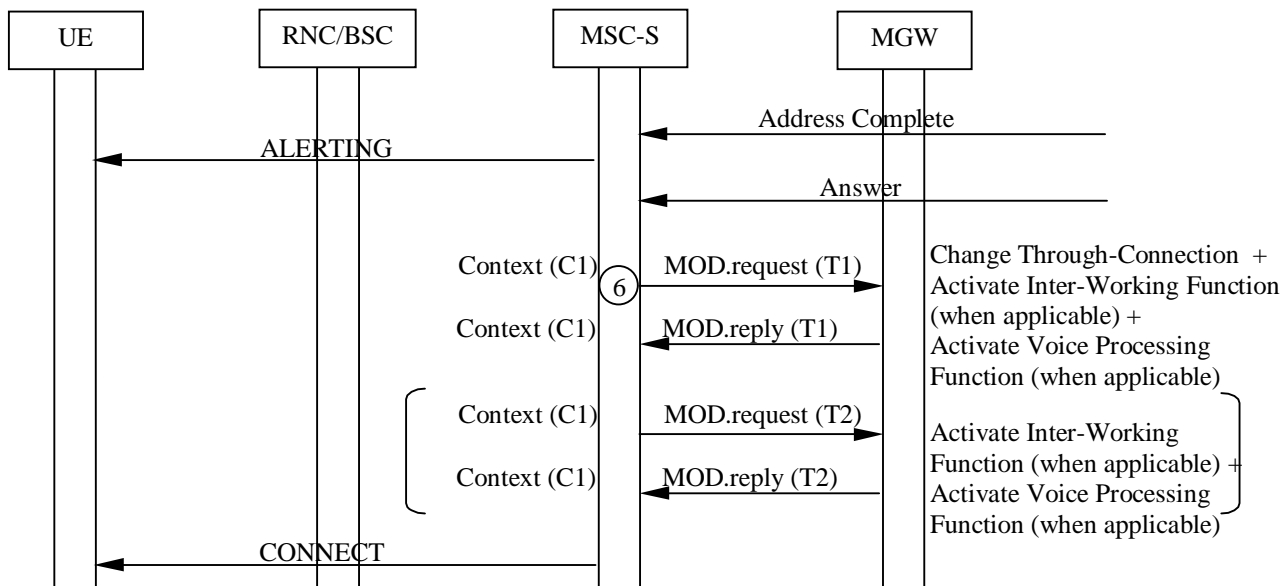 UE
RNC/BSC
MSC-S
MGW
Address Complete
ALERTING
Answer
Context (C1)
MOD.request (T1)
6
Change Through-Connection +
Activate Inter-Working Function
(when applicable) +
Activate Voice Processing
Function (when applicable)
Context (C1)
MOD.reply (T1)
Context (C1)
MOD.request (T2)
Activate Inter-Working
Function (when applicable) +
Activate Voice Processing
Function (when applicable)
Context (C1)
MOD.reply (T2)
CONNECT